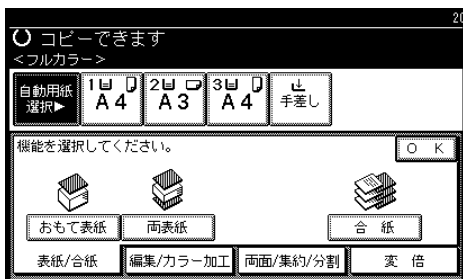 20
コピーできます
<フルカラー>
自動用紙
選択▶
1
A4
2
A3
3
A4
手差し
機能を選択してください。
OK
おもて表紙
両表紙
合紙
表紙/合紙
編集/カラー加工
両面/集約/分割
変倍